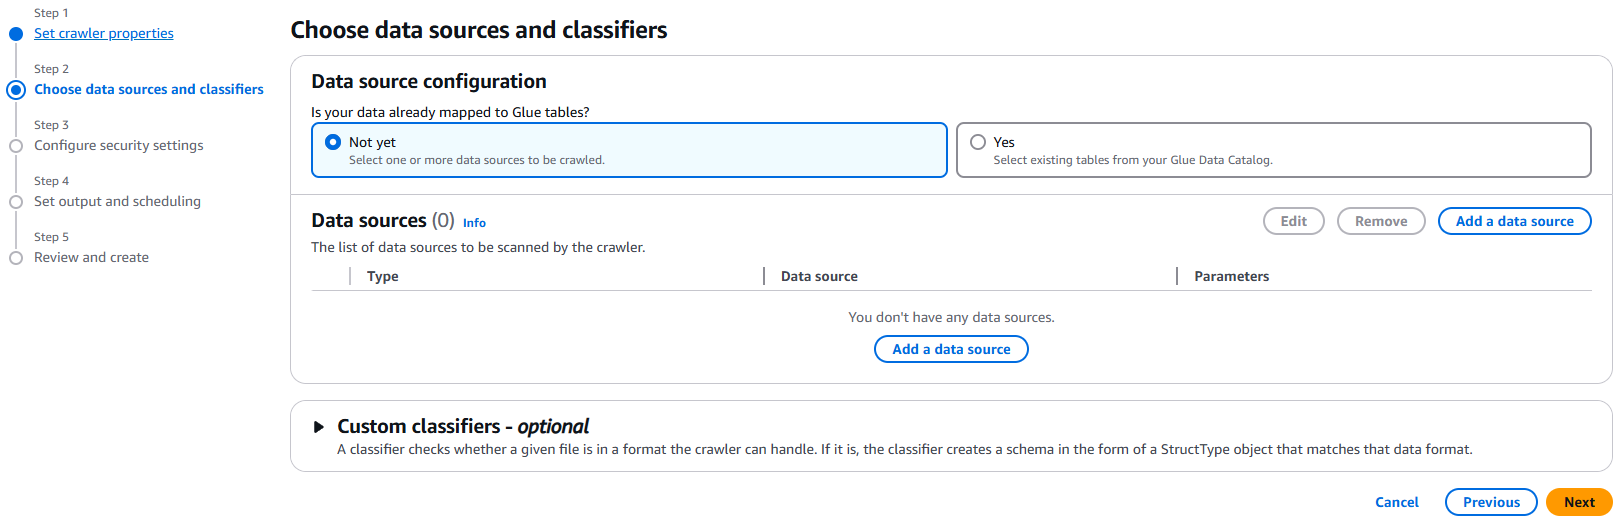 Step 1
Set crawler properties
Step 2
Choose data sources and classifiers
Step 3
Configure security settings
Step 4
Set output and scheduling
Step 5
Review and create
Choose data sources and classifiers
Data source configuration
Is your data already mapped to Glue tables?
Not yet
Select one or more data sources to be crawled.
Yes
Select existing tables from your Glue Data Catalog.
Data sources (0) Info
Edit Remove Add a data source
The list of data sources to be scanned by the crawler.
Type Data source Parameters
You don't have any data sources.
Add a data source
Custom classifiers - optional
A classifier checks whether a given file is in a format the crawler can handle. If it is, the classifier creates a schema in the form of a StructType object that matches that data format.
Cancel Previous Next